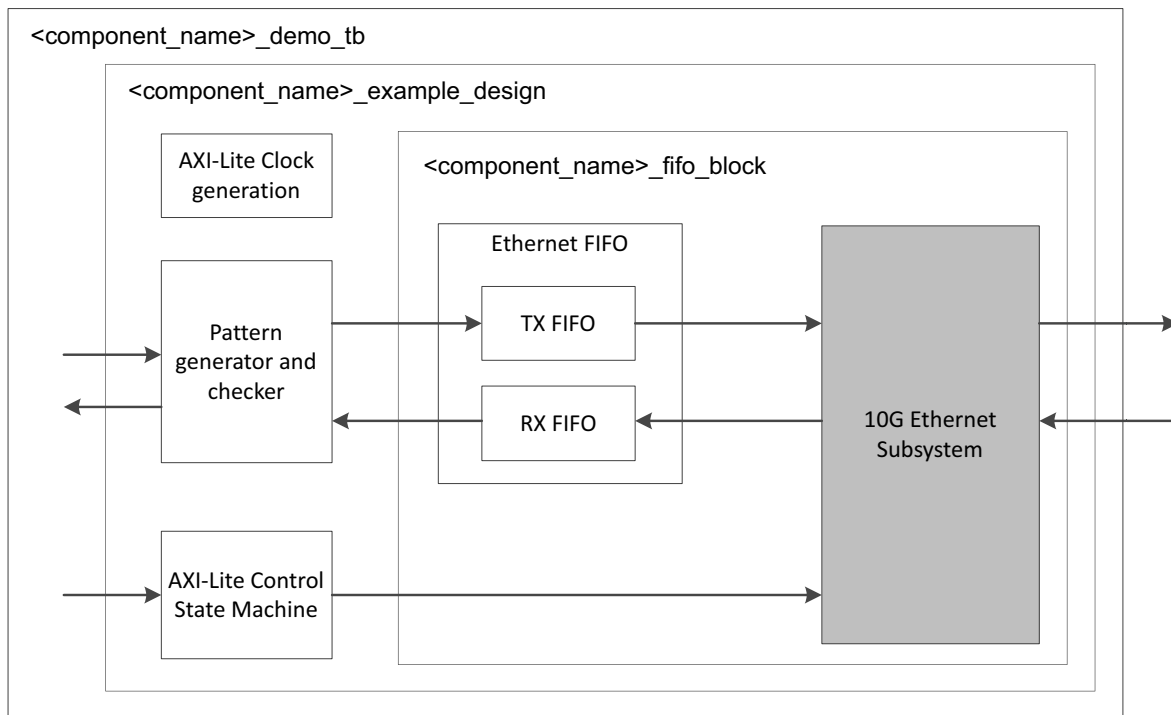 <component_name>_demo_tb
<component_name>_example_design
AXI-Lite Clock
generation
<component_name>_fifo_block
Ethernet FIFO
TX FIFO
Pattern
generator and
checker
RX FIFO
10G Ethernet
Subsystem
AXI-Lite Control
State Machine